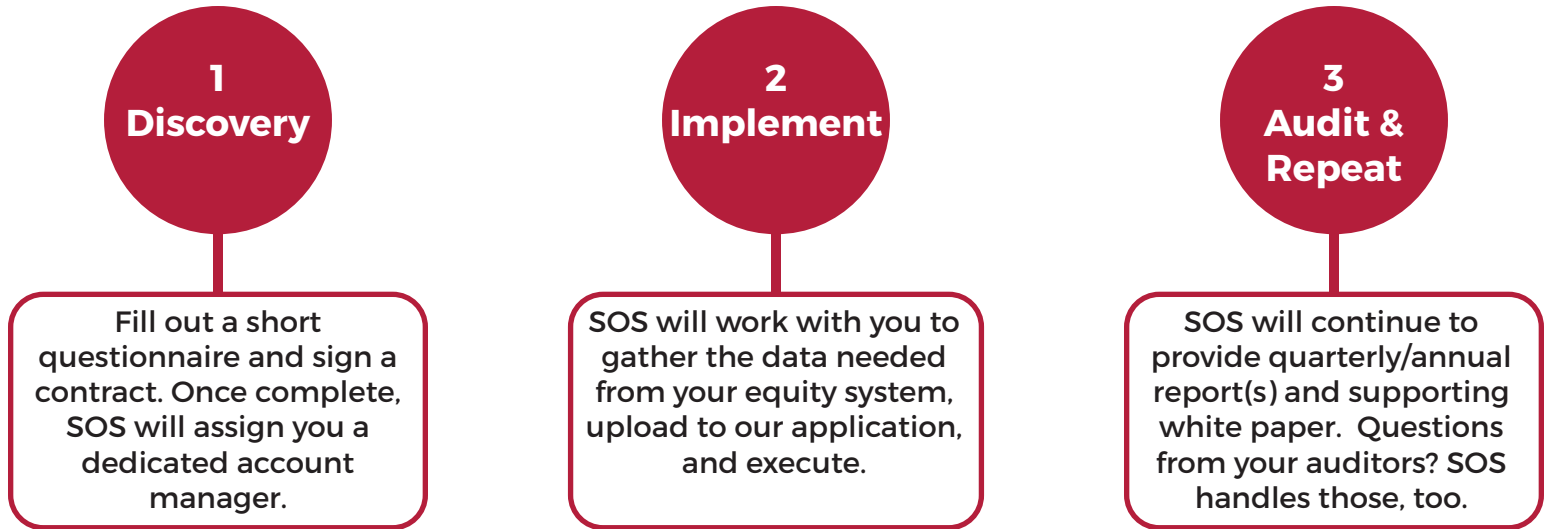 1
Discovery
Fill out a short
questionnaire and sign a
contract. Once complete,
SOS will assign you a
dedicated account
manager.
2
Implement
SOS will work with you to
gather the data needed
from your equity system,
upload to our application,
and execute.
3
Audit &
Repeat
SOS will continue to
provide quarterly/annual
report(s) and supporting
white paper.  Questions
from your auditors? SOS
handles those, too.